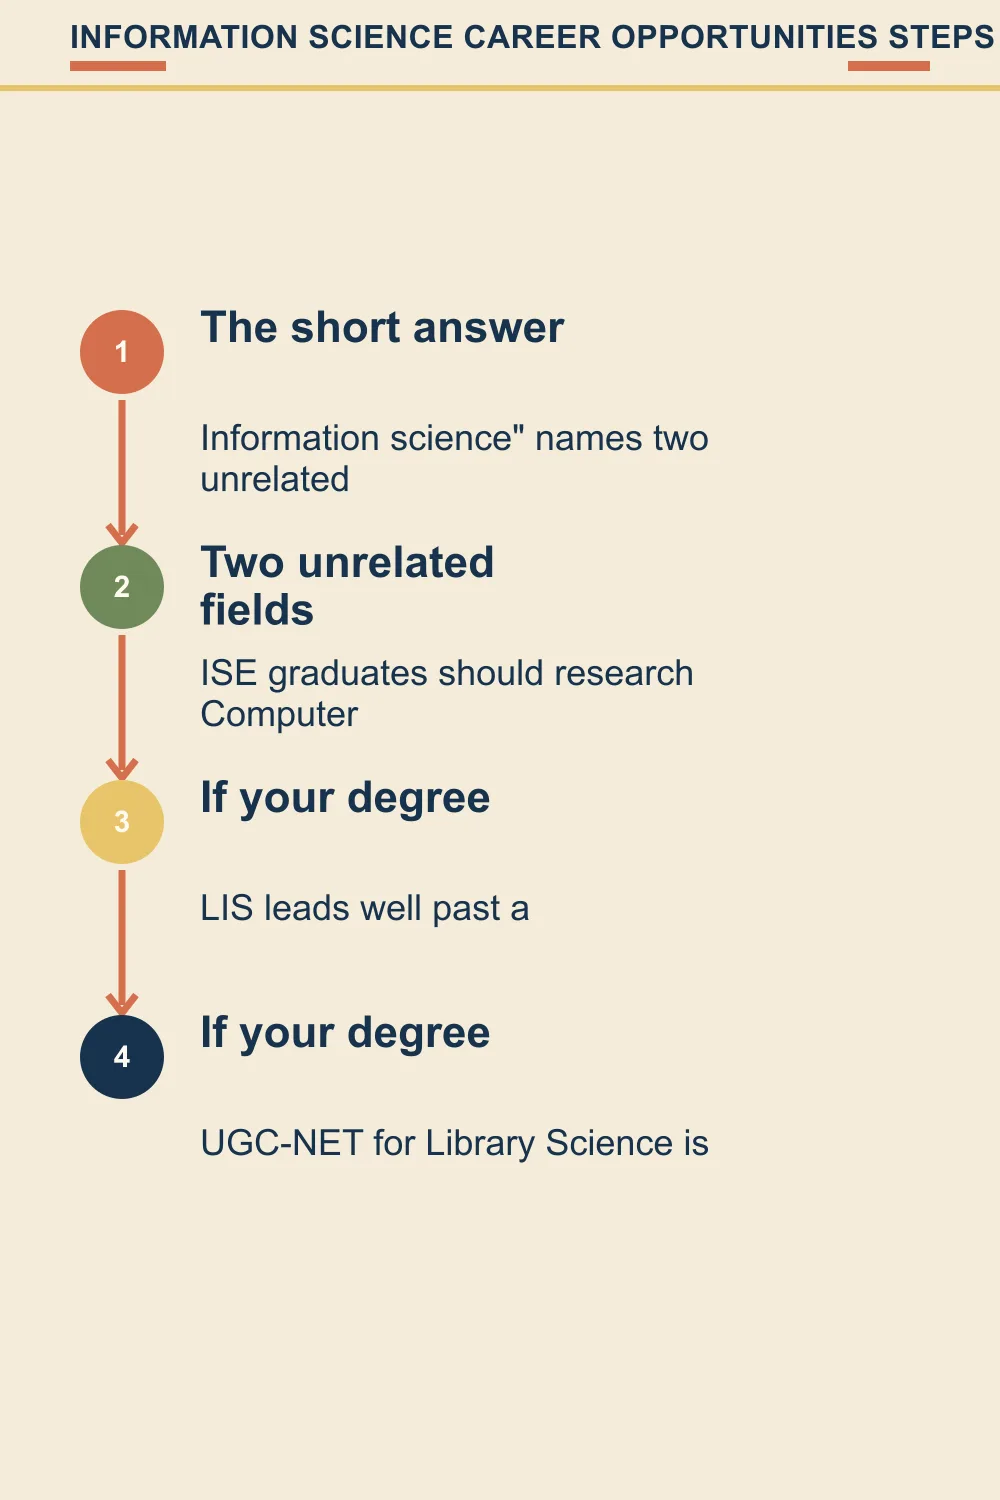 INFORMATION SCIENCE CAREER OPPORTUNITIES STEPS
1
The short answer
Information science" names two
unrelated
2
Two unrelated
fields
ISE graduates should research
Computer
3
If your degree
LIS leads well past a
4
If your degree
UGC-NET for Library Science is